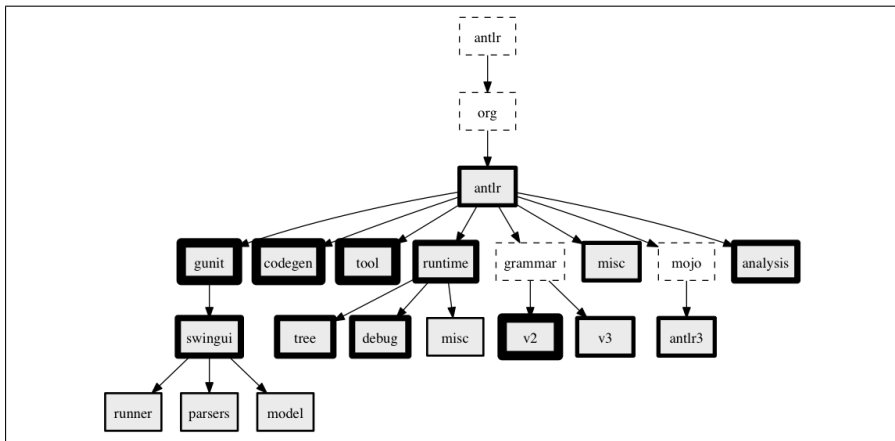 antlr
org
antlr
gunit codegen tool runtime grammar misc mojo analysis
swingui tree debug misc v2 v3 antlr3
runner parsers model